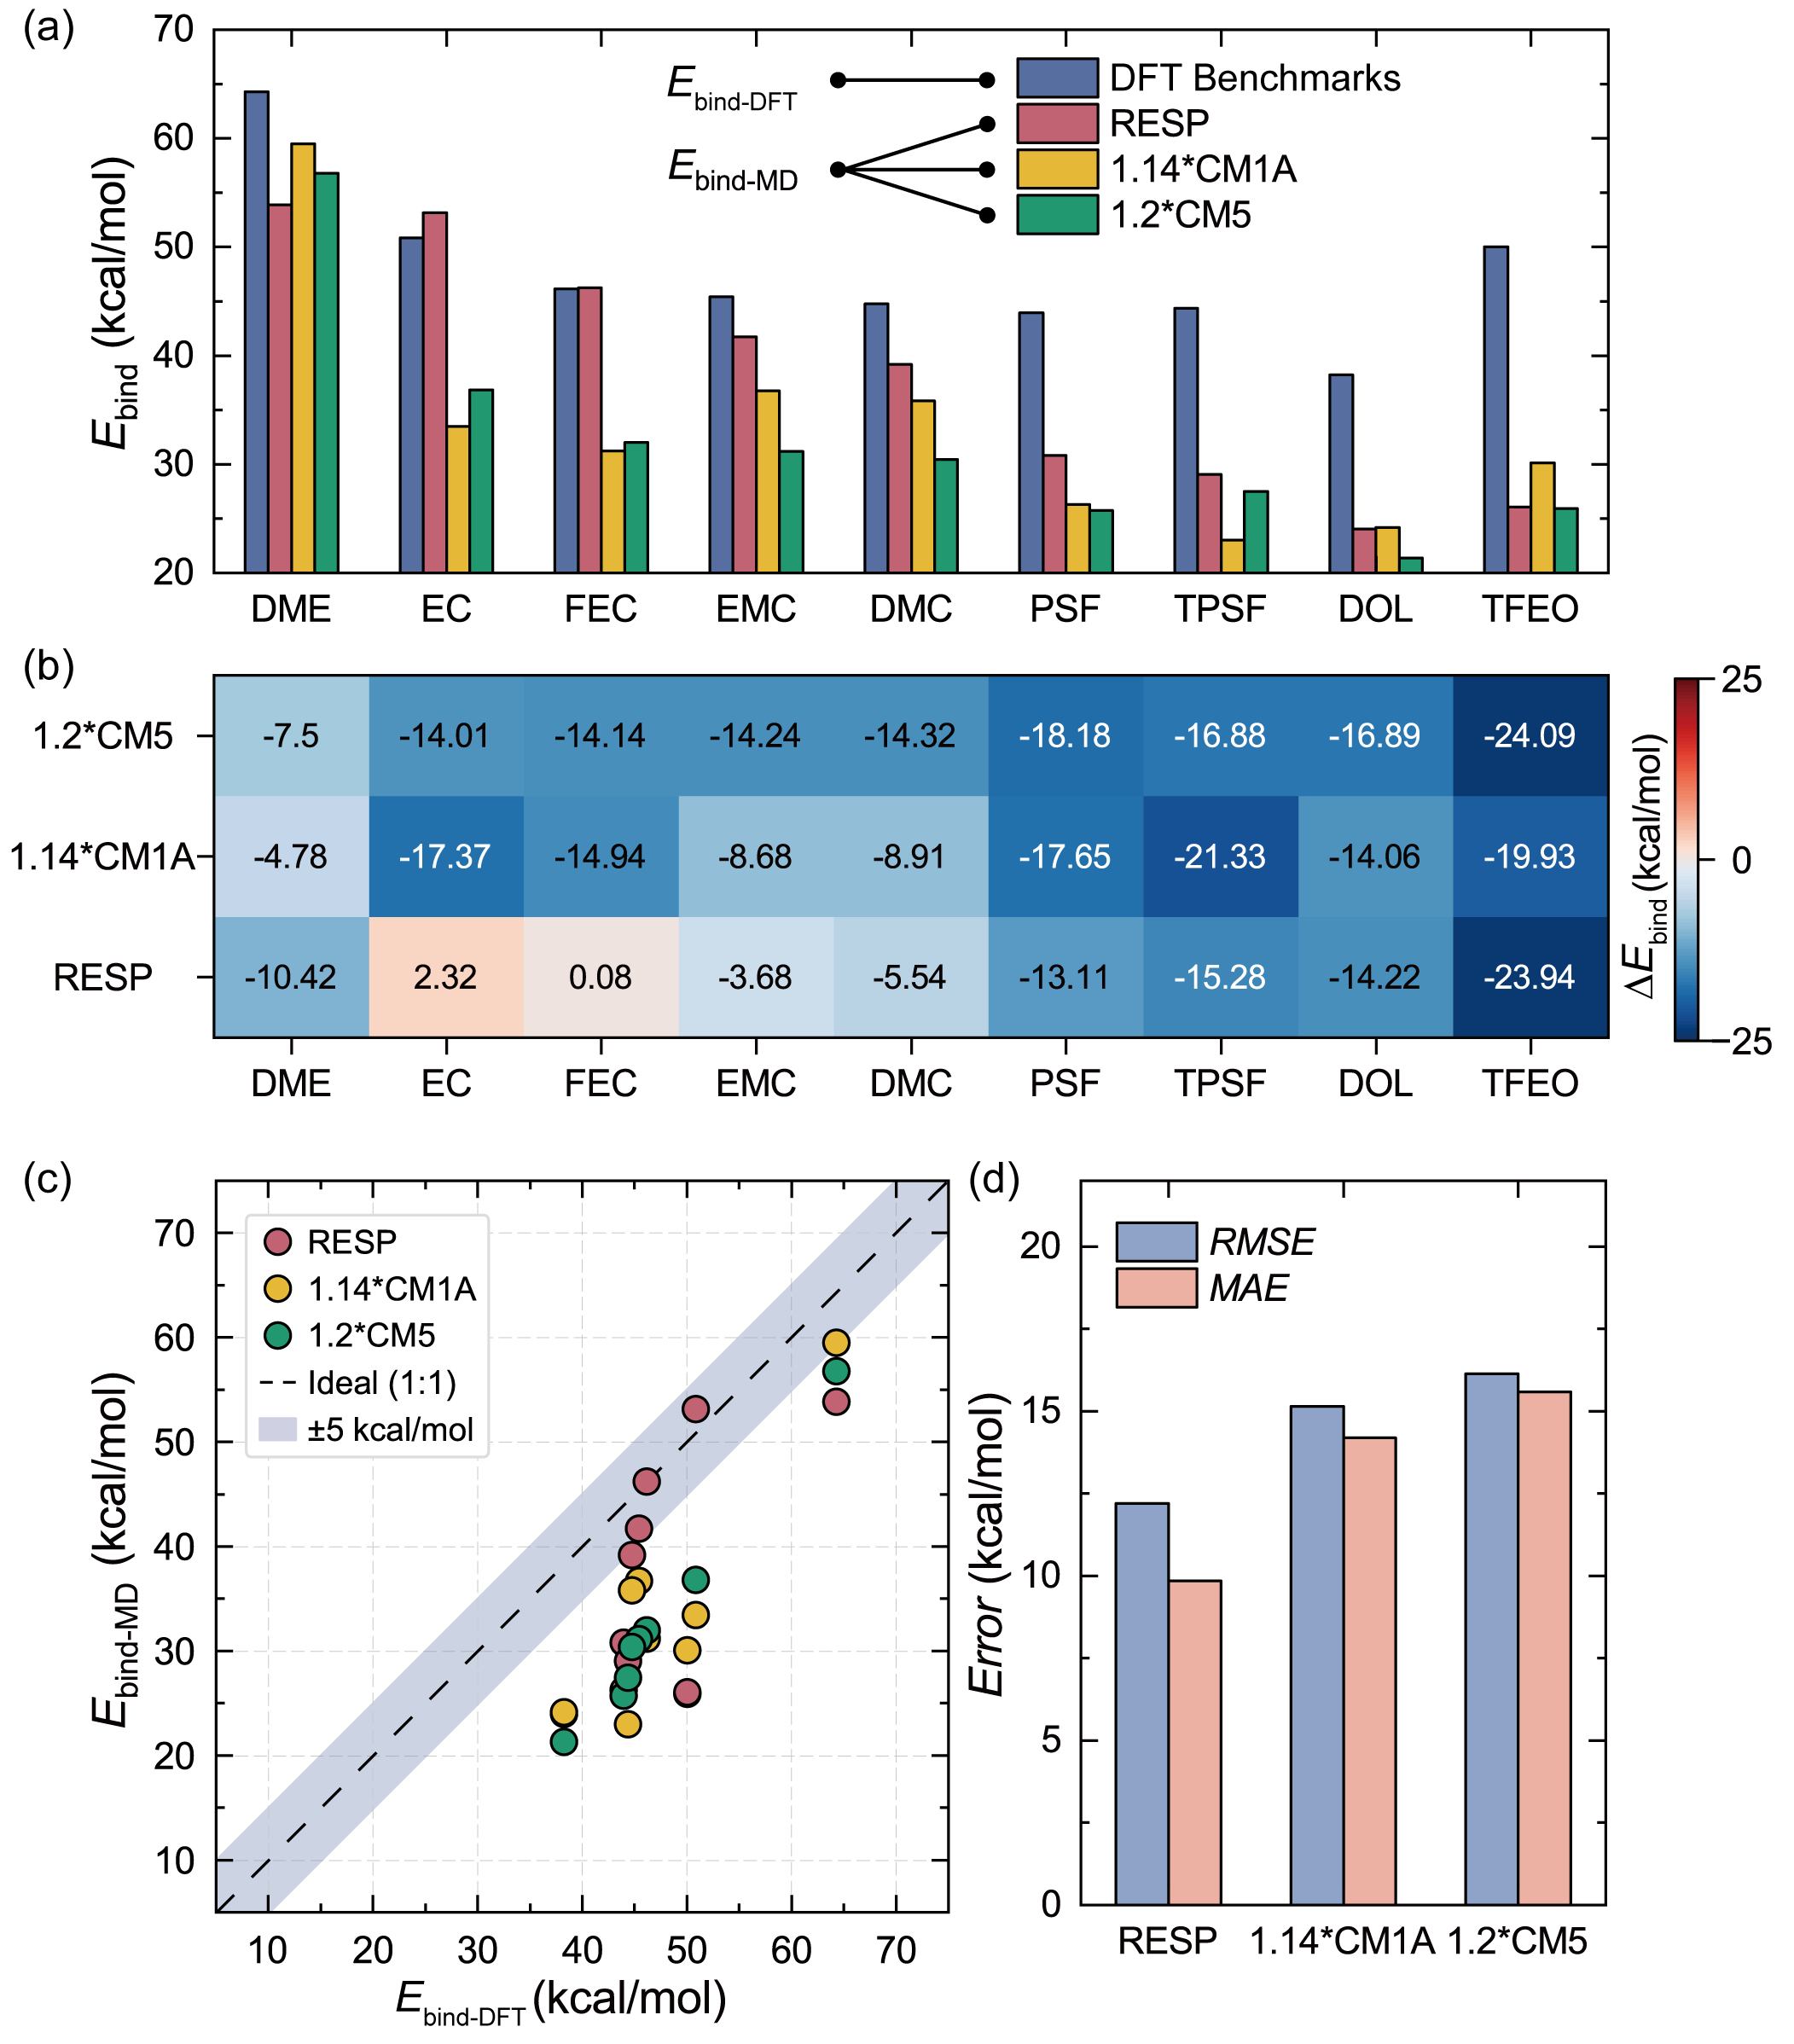 (a)
70
60
50
40
30
20
Ebind (kcal/mol)
Ebind-DFT
Ebind-MD
DFT Benchmarks
RESP
1.14*CM1A
1.2*CM5
DME EC FEC EMC DMC PSF TPSF DOL TFEO
(b)
1.2*CM5 -7.5 -14.01 -14.14 -14.24 -14.32 -18.18 -16.88 -16.89 -24.09
1.14*CM1A -4.78 -17.37 -14.94 -8.68 -8.91 -17.65 -21.33 -14.06 -19.93
RESP -10.42 2.32 0.08 -3.68 -5.54 -13.11 -15.28 -14.22 -23.94
DME EC FEC EMC DMC PSF TPSF DOL TFEO
25
0
-25
ΔEbind (kcal/mol)
(c)
70
60
50
40
30
20
10
Ebind-MD (kcal/mol)
RESP
1.14*CM1A
1.2*CM5
Ideal (1:1)
±5 kcal/mol
10 20 30 40 50 60 70
Ebind-DFT (kcal/mol)
(d)
20
15
10
5
0
Error (kcal/mol)
RMSE
MAE
RESP 1.14*CM1A 1.2*CM5